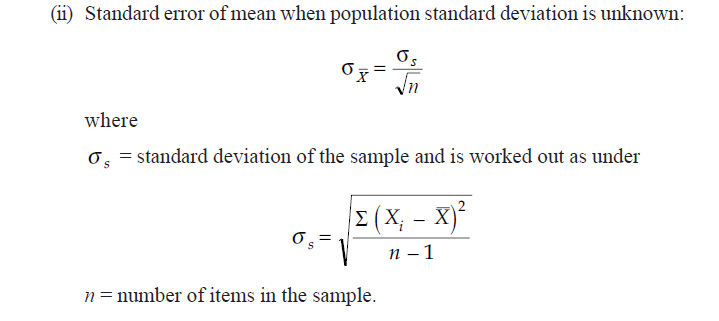 (ii) Standard error of mean when population standard deviation is unknown:
σ_X̄ = σ_s / √n
where
σ_s = standard deviation of the sample and is worked out as under
σ_s = √(Σ (X_i − X̄)² / (n − 1))
n = number of items in the sample.